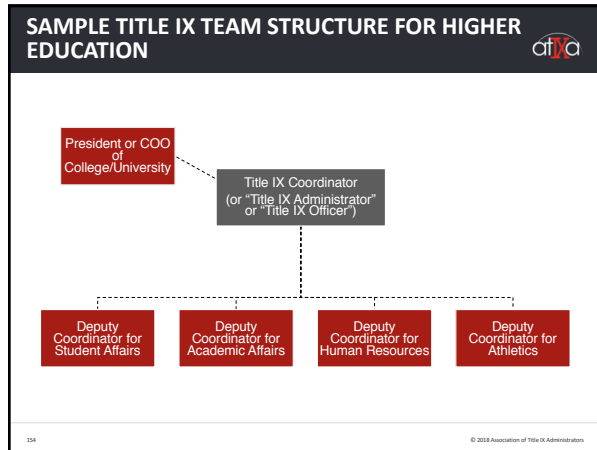 SAMPLE TITLE IX TEAM STRUCTURE FOR HIGHER
EDUCATION
atIXa
President or COO
of
College/University
Title IX Coordinator
(or “Title IX Administrator”
or “Title IX Officer”)
Deputy
Coordinator for
Student Affairs
Deputy
Coordinator for
Academic Affairs
Deputy
Coordinator for
Human Resources
Deputy
Coordinator for
Athletics
154
© 2018 Association of Title IX Administrators